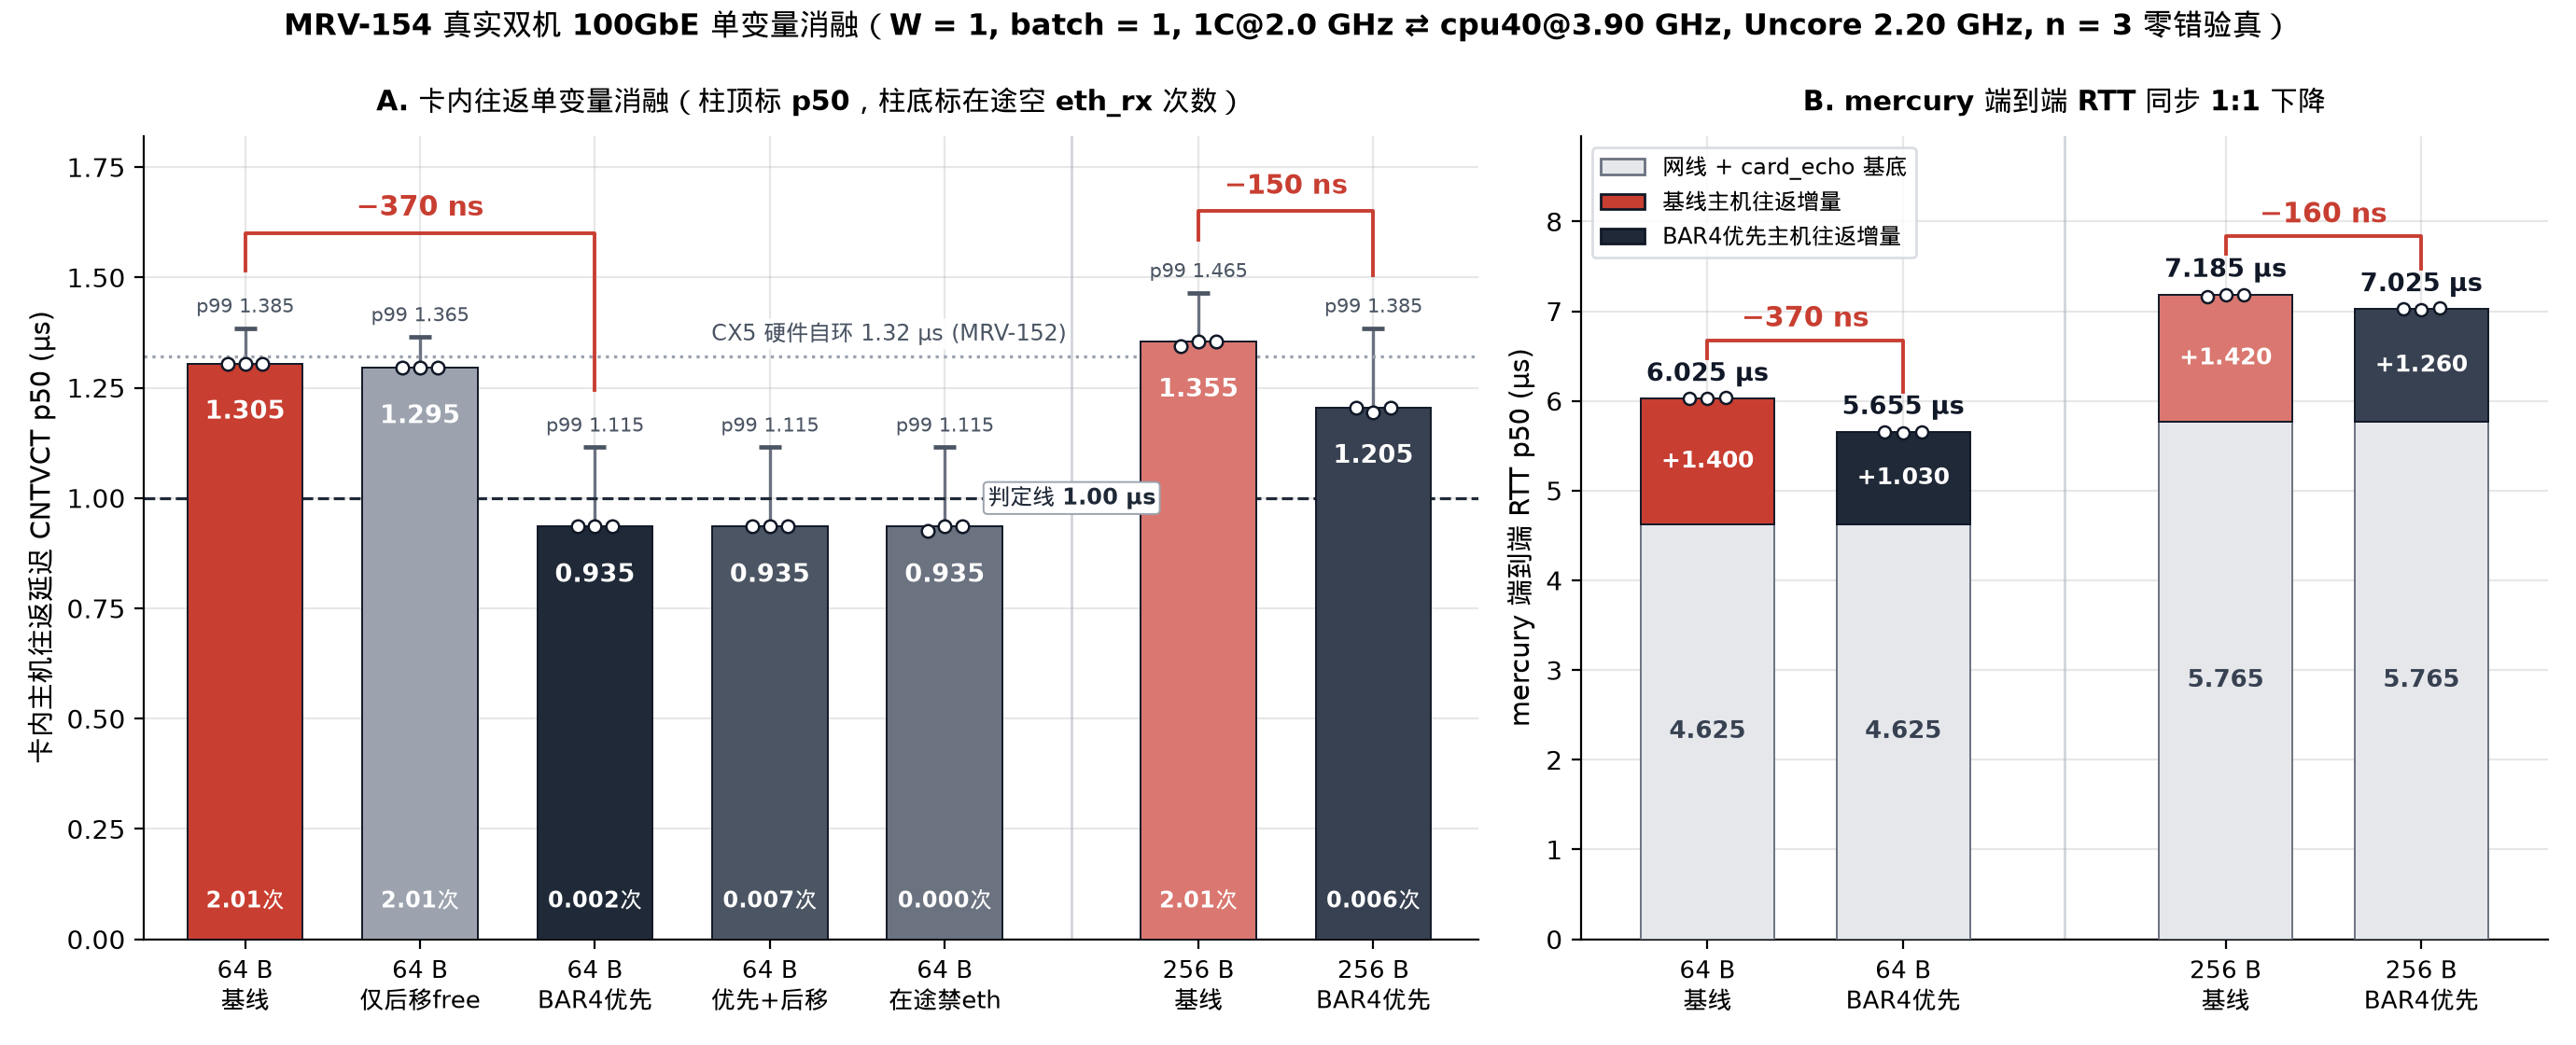 MRV-154 真实双机 100GbE 单变量消融（W = 1, batch = 1, 1C@2.0 GHz ⇄ cpu40@3.90 GHz, Uncore 2.20 GHz, n = 3 零错验真）
A. 卡内往返单变量消融（柱顶标 p50，柱底标在途空 eth_rx 次数）
卡内主机往返延迟 CNTVCT p50 (µs)
1.75
1.50
1.25
1.00
0.75
0.50
0.25
0.00
−370 ns
−150 ns
p99 1.385
p99 1.365
p99 1.115
p99 1.115
p99 1.115
p99 1.465
p99 1.385
CX5 硬件自环 1.32 µs (MRV-152)
判定线 1.00 µs
1.305
1.295
0.935
0.935
0.935
1.355
1.205
2.01次
2.01次
0.002次
0.007次
0.000次
2.01次
0.006次
64 B
基线
64 B
仅后移free
64 B
BAR4优先
64 B
优先+后移
64 B
在途禁eth
256 B
基线
256 B
BAR4优先
B. mercury 端到端 RTT 同步 1:1 下降
mercury 端到端 RTT p50 (µs)
8
7
6
5
4
3
2
1
0
网线 + card_echo 基底
基线主机往返增量
BAR4优先主机往返增量
−370 ns
−160 ns
6.025 µs
5.655 µs
7.185 µs
7.025 µs
+1.400
+1.030
+1.420
+1.260
4.625
4.625
5.765
5.765
64 B
基线
64 B
BAR4优先
256 B
基线
256 B
BAR4优先